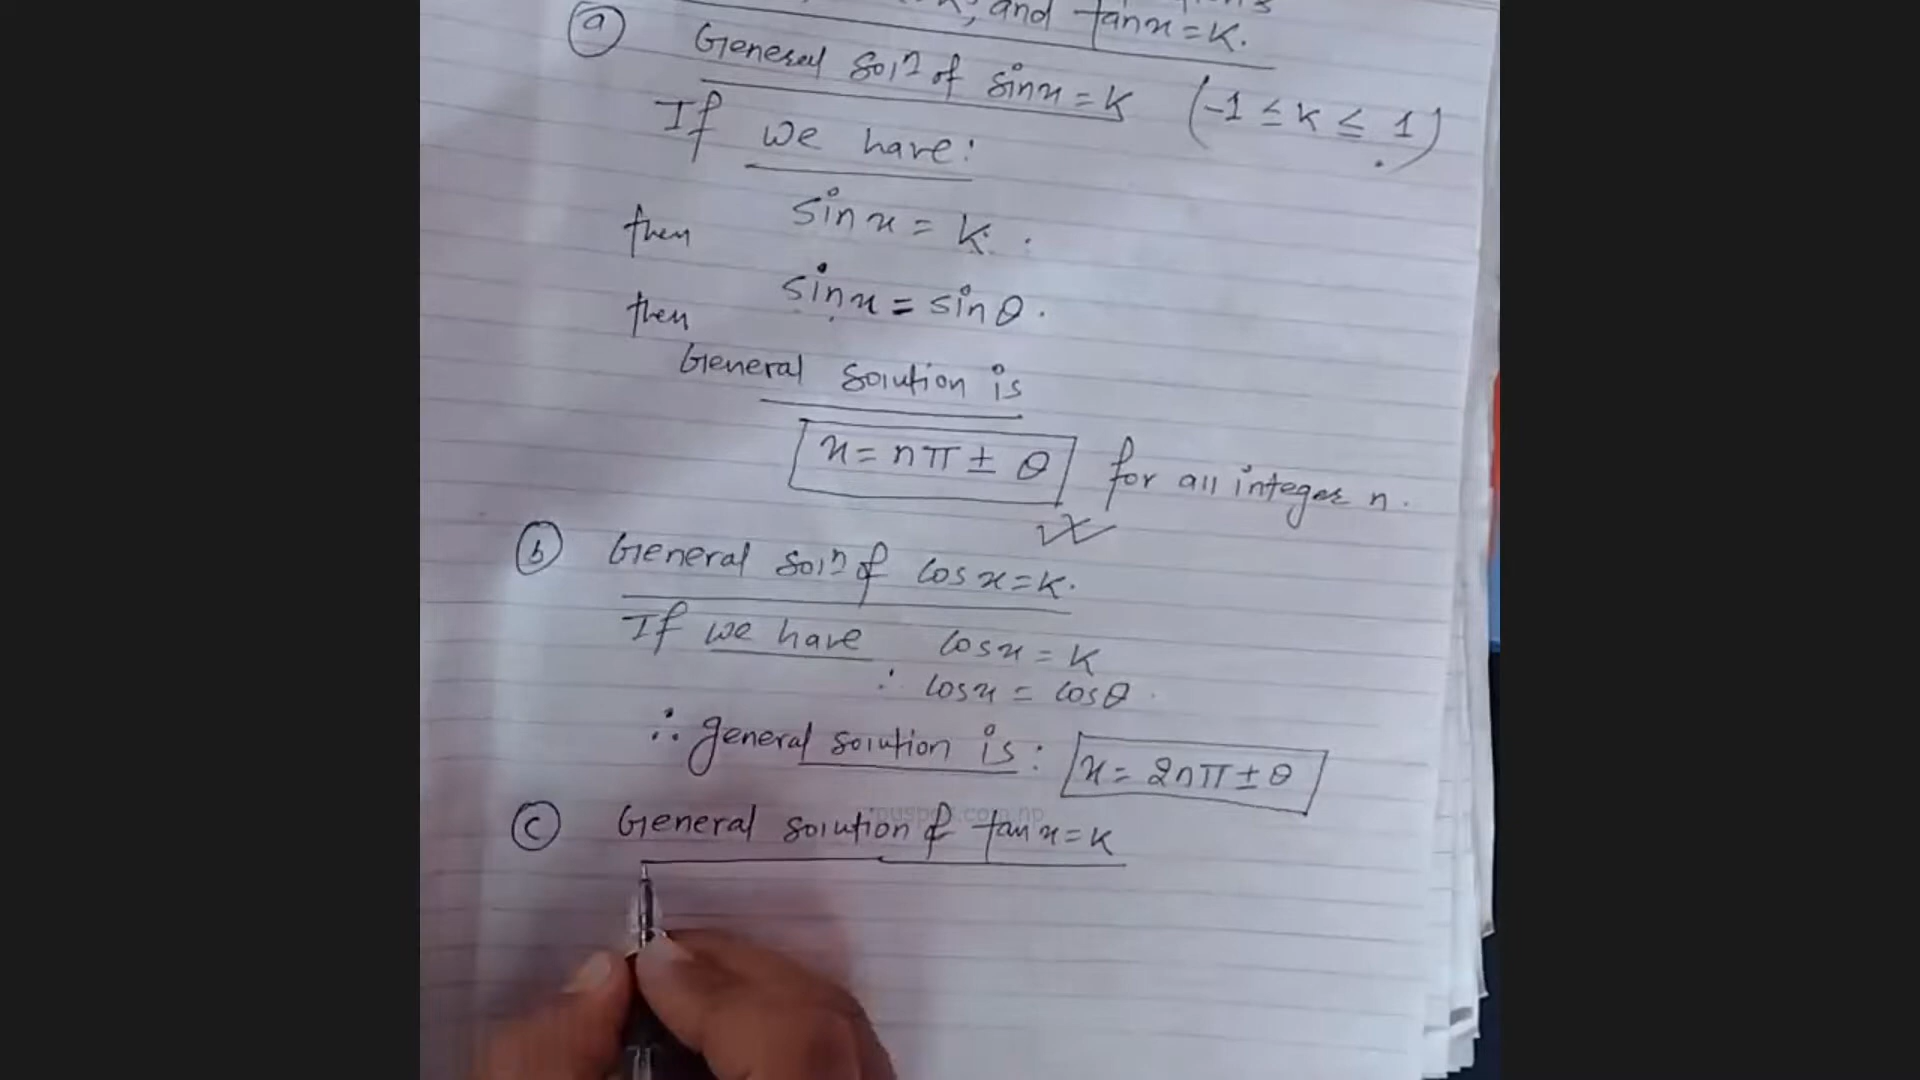 and tanx = K.
(a) General Solⁿ of sinx = K (-1 ≤ K ≤ 1)
If we have:
sinx = K.
then
sinx = sinθ.
then
General Solution is
x = nπ ± θ for all integer n.
(b) General Solⁿ of cosx = K.
If we have cosx = K
∴ cosx = cosθ.
∴ general solution is: x = 2nπ ± θ
(c) General Solution of tanx = K